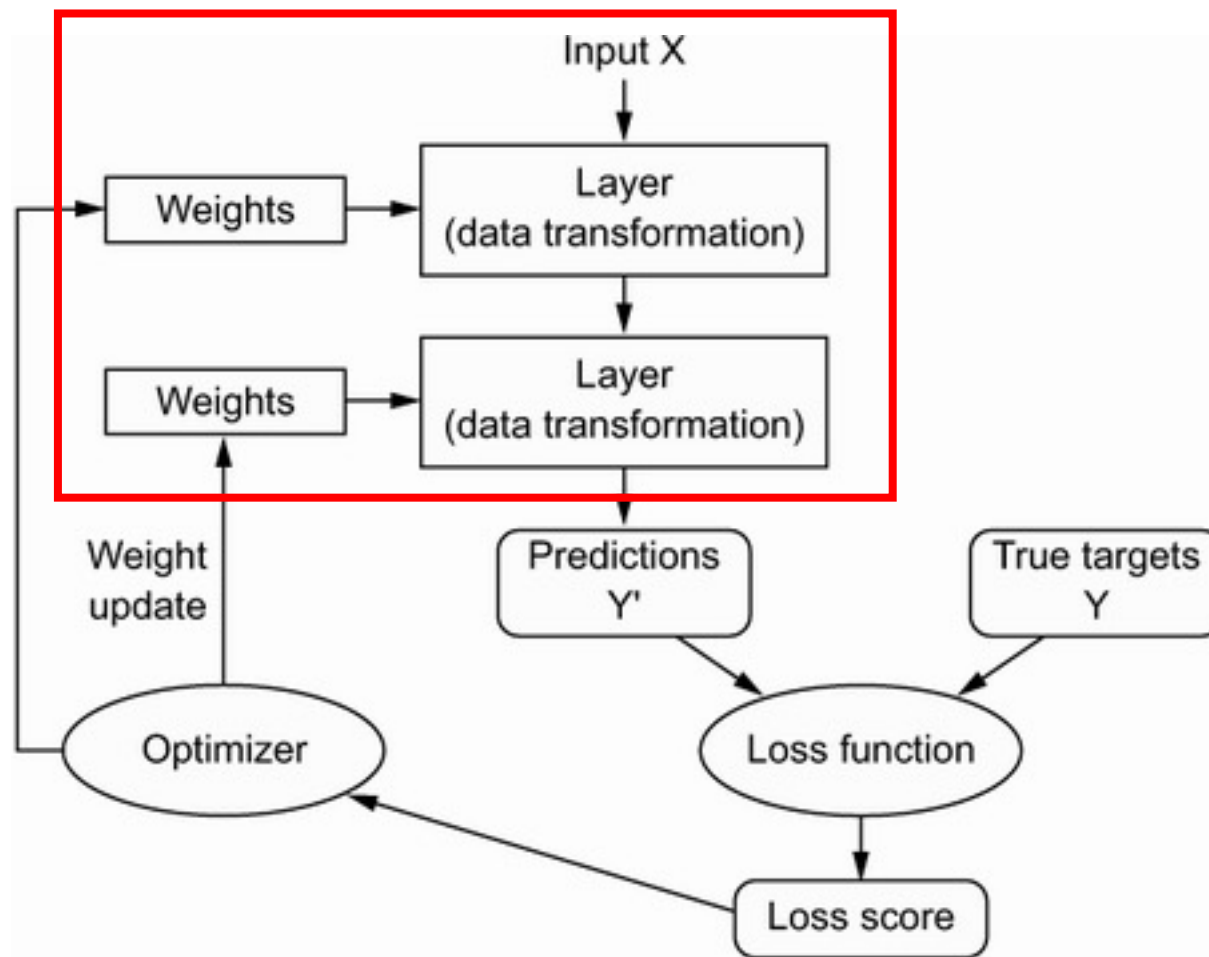 Input X
Weights
Layer
(data transformation)
Weights
Layer
(data transformation)
Weight
update
Predictions
Y'
True targets
Y
Optimizer
Loss function
Loss score